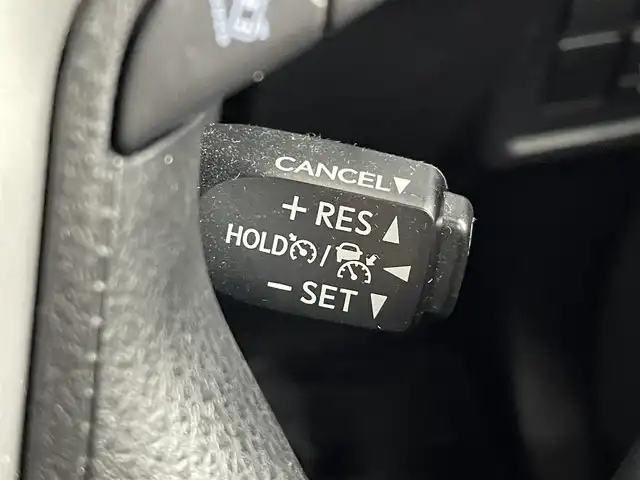 CANCEL▼
+ RES ▲
HOLD / ◀
- SET ▼